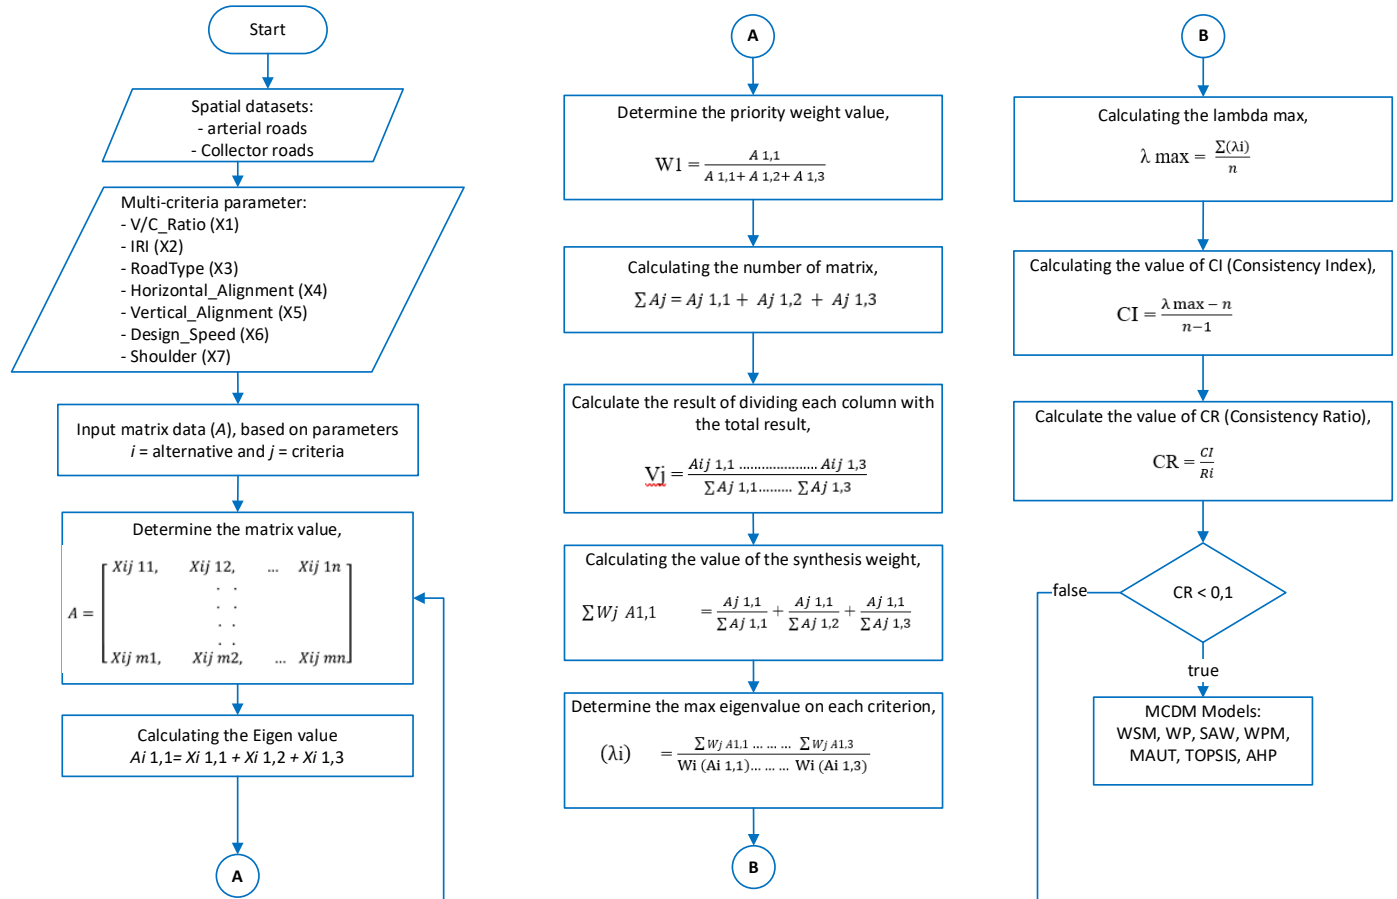 Start
Spatial datasets:
- arterial roads
- Collector roads
Multi-criteria parameter:
- V/C_Ratio (X1)
- IRI (X2)
- RoadType (X3)
- Horizontal_Alignment (X4)
- Vertical_Alignment (X5)
- Design_Speed (X6)
- Shoulder (X7)
Input matrix data (A), based on parameters
i = alternative and j = criteria
Determine the matrix value,
Xij 11, Xij 12, ... Xij 1n
. .
. .
A = . .
. .
Xij m1, Xij m2, ... Xij mn
Calculating the Eigen value
Ai 1,1= Xi 1,1 + Xi 1,2 + Xi 1,3
A
A
Determine the priority weight value,
W1 = A 1,1 / A 1,1+ A 1,2+ A 1,3
Calculating the number of matrix,
∑ Aj = Aj 1,1 + Aj 1,2 + Aj 1,3
Calculate the result of dividing each column with
the total result,
Vj = Aij 1,1 ..................... Aij 1,3 / ∑ Aj 1,1......... ∑ Aj 1,3
Calculating the value of the synthesis weight,
∑ Wj A1,1 = Aj 1,1 / ∑ Aj 1,1 + Aj 1,1 / ∑ Aj 1,2 + Aj 1,1 / ∑ Aj 1,3
Determine the max eigenvalue on each criterion,
(λi) = ∑ Wj A1,1 ... ... ... ∑ Wj A1,3 / Wi (Ai 1,1)... ... ... Wi (Ai 1,3)
B
B
Calculating the lambda max,
λ max = ∑(λi) / n
Calculating the value of CI (Consistency Index),
CI = λ max − n / n−1
Calculate the value of CR (Consistency Ratio),
CR = CI / Ri
false
CR < 0,1
true
MCDM Models:
WSM, WP, SAW, WPM,
MAUT, TOPSIS, AHP